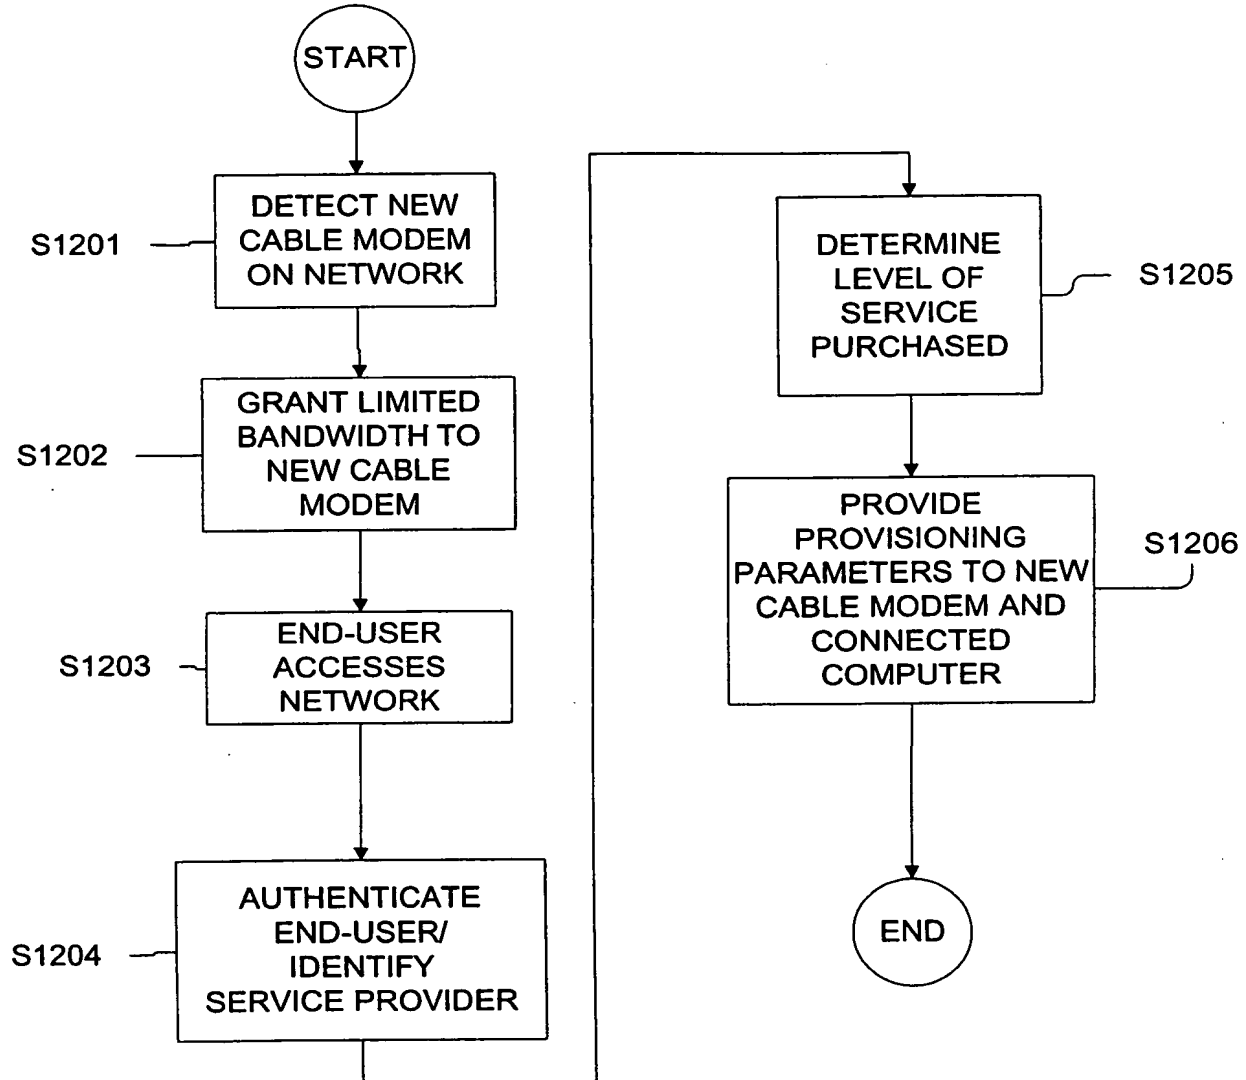 START
S1201
DETECT NEW
CABLE MODEM
ON NETWORK
S1202
GRANT LIMITED
BANDWIDTH TO
NEW CABLE
MODEM
S1203
END-USER
ACCESSES
NETWORK
S1204
AUTHENTICATE
END-USER/
IDENTIFY
SERVICE PROVIDER
DETERMINE
LEVEL OF
SERVICE
PURCHASED
S1205
PROVIDE
PROVISIONING
PARAMETERS TO NEW
CABLE MODEM AND
CONNECTED
COMPUTER
S1206
END